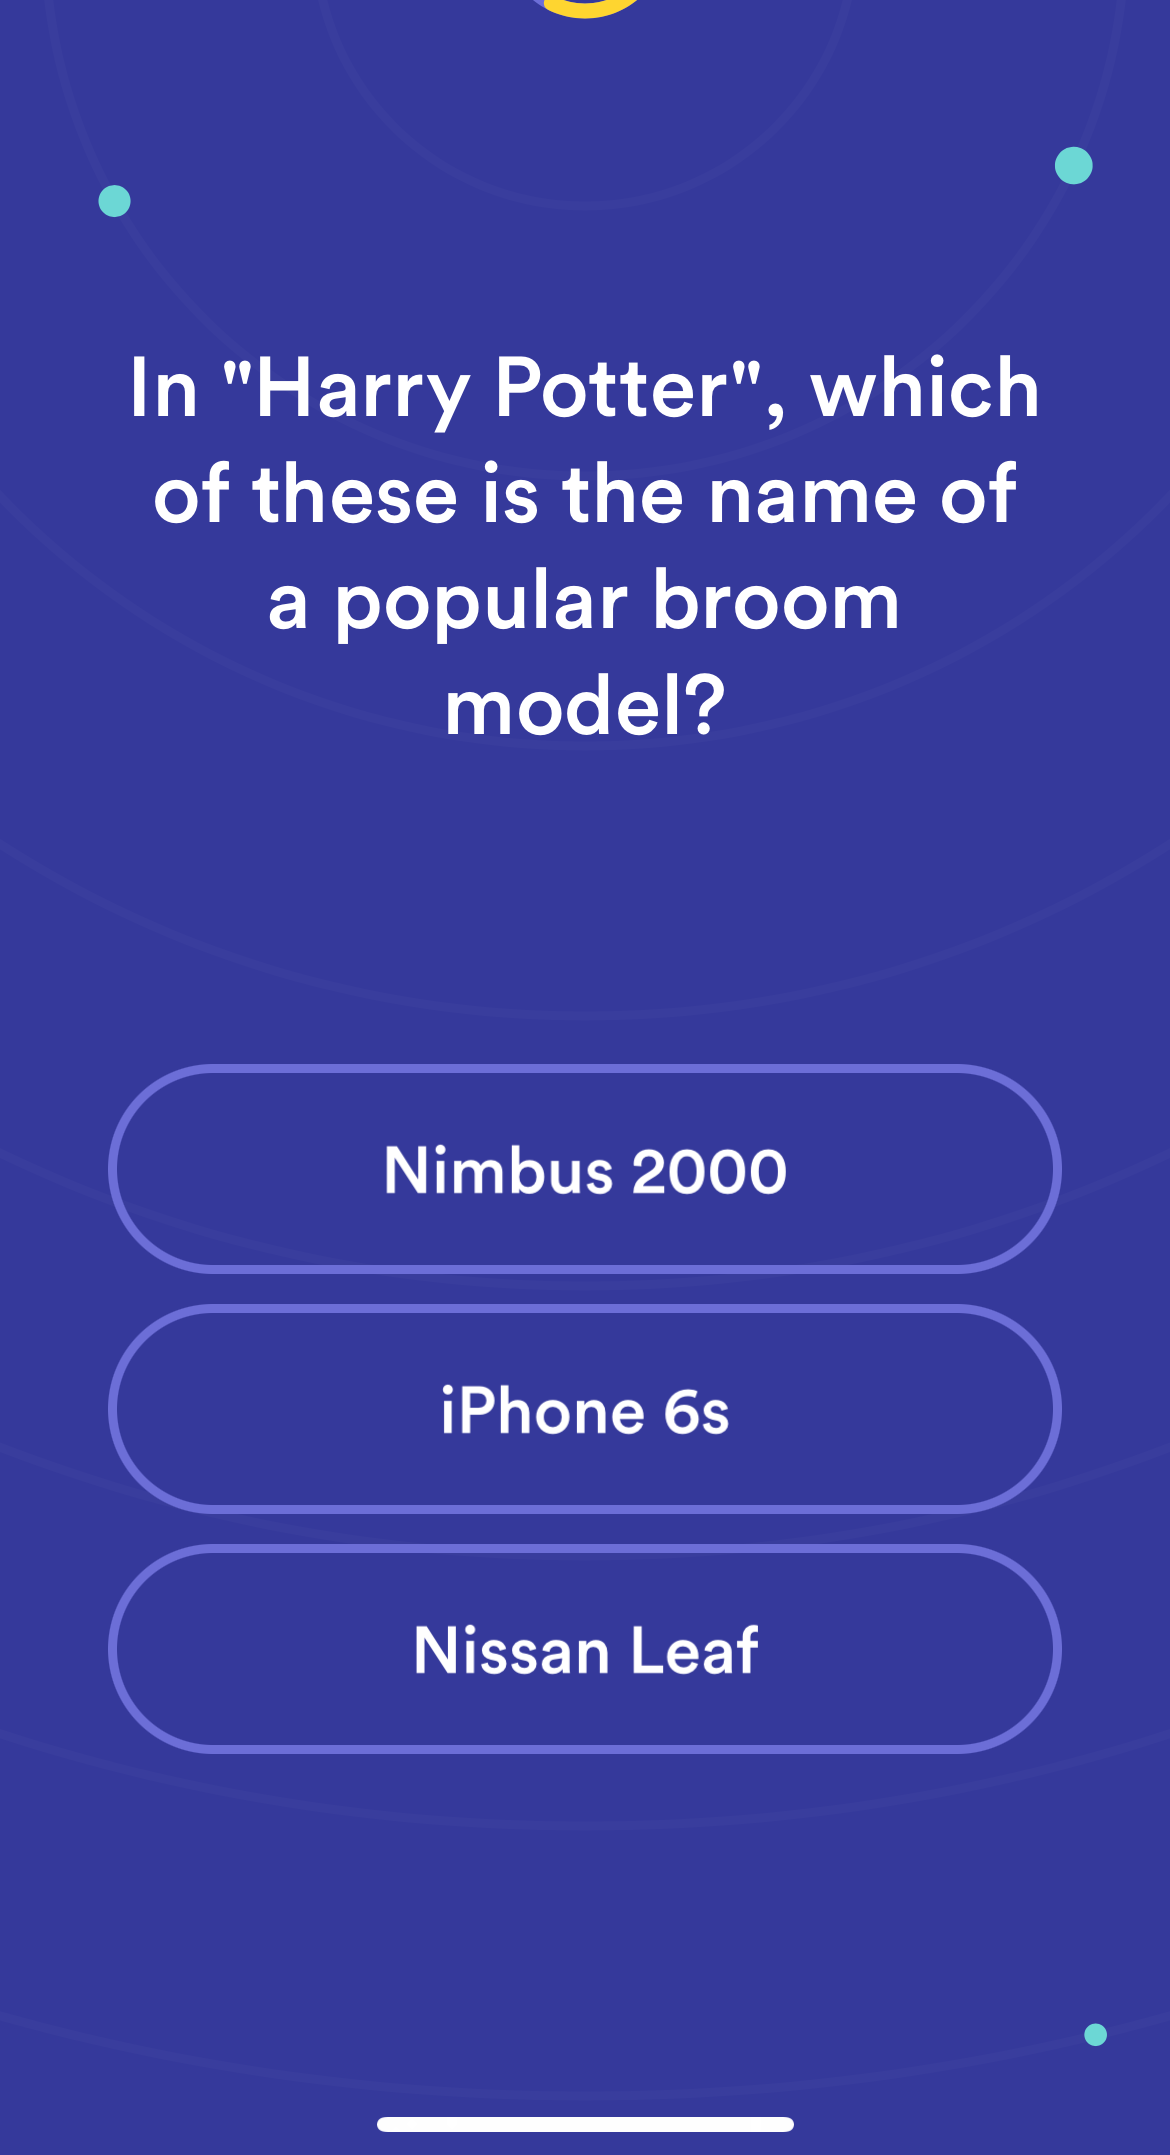 In "Harry Potter", which
of these is the name of
a popular broom
model?
Nimbus 2000
iPhone 6s
Nissan Leaf